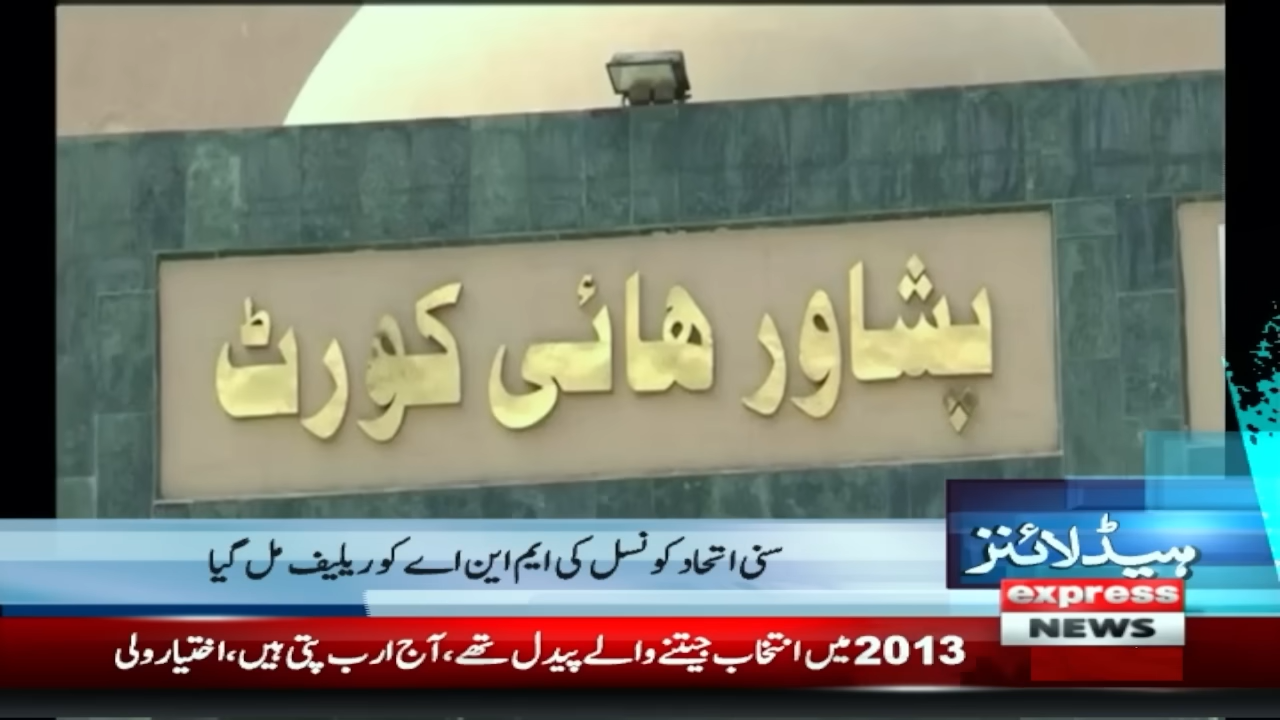 پشاور هائی کورٹ
سنی اتحاد کونسل کی ایم این اے کو ریلیف مل گیا
ہیڈلائنز
express
NEWS
2013 میں انتخاب جیتنے والے پیدل تھے، آج ارب پتی ہیں، اختیار ولی